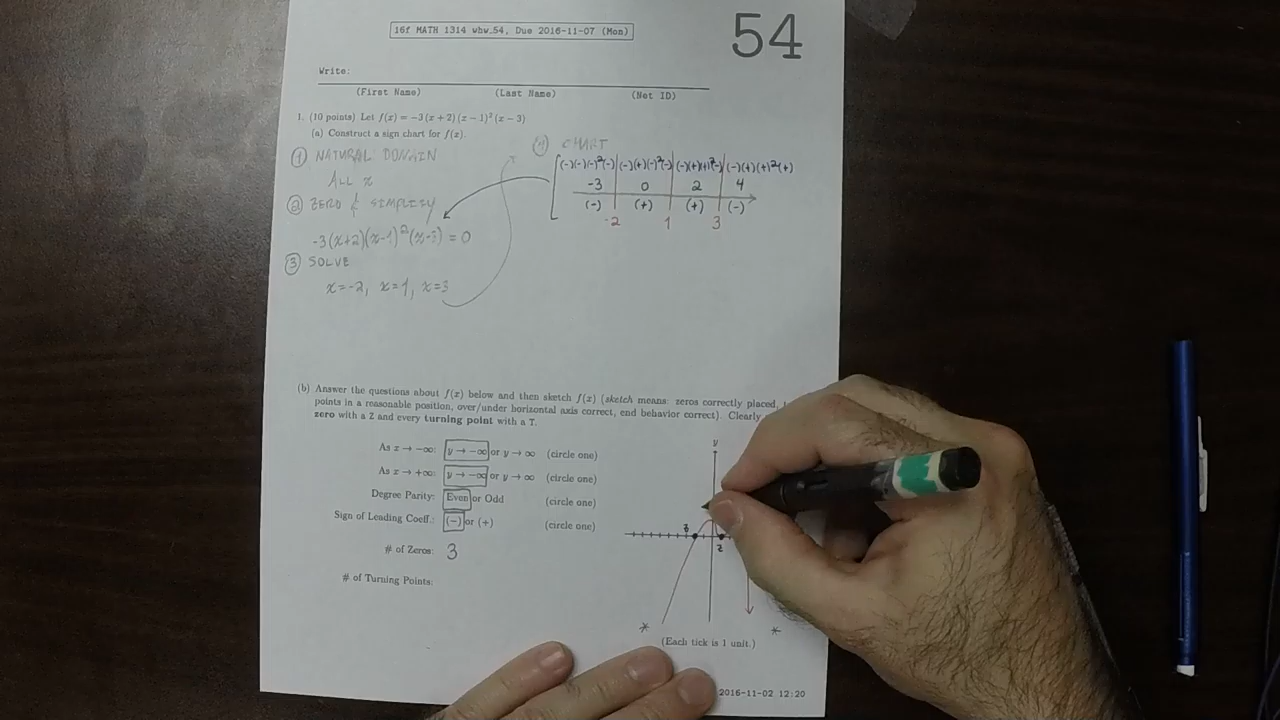 16f MATH 1314 whw_54, Due 2016-11-07 (Mon)
54
Write:
(First Name) (Last Name) (Net ID)
1. (10 points) Let f(x) = −3(x + 2)(x − 1)²(x − 3)
(a) Construct a sign chart for f(x).
① NATURAL DOMAIN
ALL x
② ZERO & SIMPLIFY
-3(x+2)(x-1)²(x-3) = 0
③ SOLVE
x=-2, x=1, x=3
④ CHART
(-)(-)(-)²(-) (-)(+)(-)²(-) (-)(+)(+)²(-) (-)(+)(+)²(+)
-3 0 2 4
(-) (+) (+) (-)
-2 1 3
(b) Answer the questions about f(x) below and then sketch f(x) (sketch means: zeros correctly placed,
points in a reasonable position, over/under horizontal axis correct, end behavior correct). Clearly
zero with a Z and every turning point with a T.
As x → −∞: y → −∞ or y → ∞ (circle one)
As x → +∞: y → −∞ or y → ∞ (circle one)
Degree Parity: Even or Odd (circle one)
Sign of Leading Coeff.: (−) or (+) (circle one)
# of Zeros: 3
# of Turning Points:
y
z
*
*
(Each tick is 1 unit.)
2016-11-02 12:20